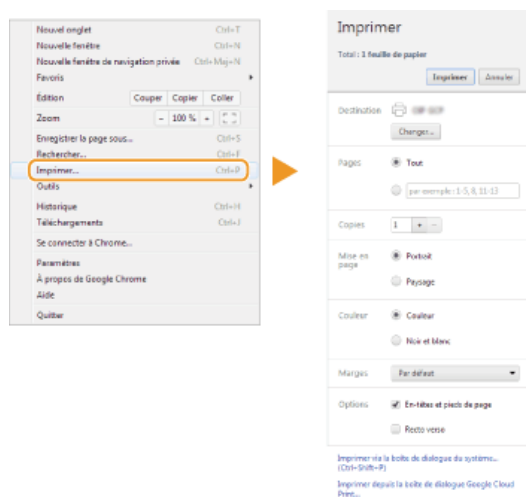 Nouvel onglet Ctrl+T
Nouvelle fenêtre Ctrl+N
Nouvelle fenêtre de navigation privée Ctrl+Maj+N
Favoris
Édition Couper Copier Coller
Zoom - 100 % +
Enregistrer la page sous... Ctrl+S
Rechercher... Ctrl+F
Imprimer... Ctrl+P
Outils
Historique Ctrl+H
Téléchargements Ctrl+J
Se connecter à Chrome...
Paramètres
À propos de Google Chrome
Aide
Quitter
Imprimer
Total : 1 feuille de papier
Imprimer Annuler
Destination
Changer...
Pages Tout
par exemple : 1-5, 8, 11-13
Copies 1 + -
Mise en page Portrait
Paysage
Couleur Couleur
Noir et blanc
Marges Par défaut
Options En-têtes et pieds de page
Recto verso
Imprimer via la boîte de dialogue du système...
(Ctrl+Shift+P)
Imprimer depuis la boîte de dialogue Google Cloud
Print...